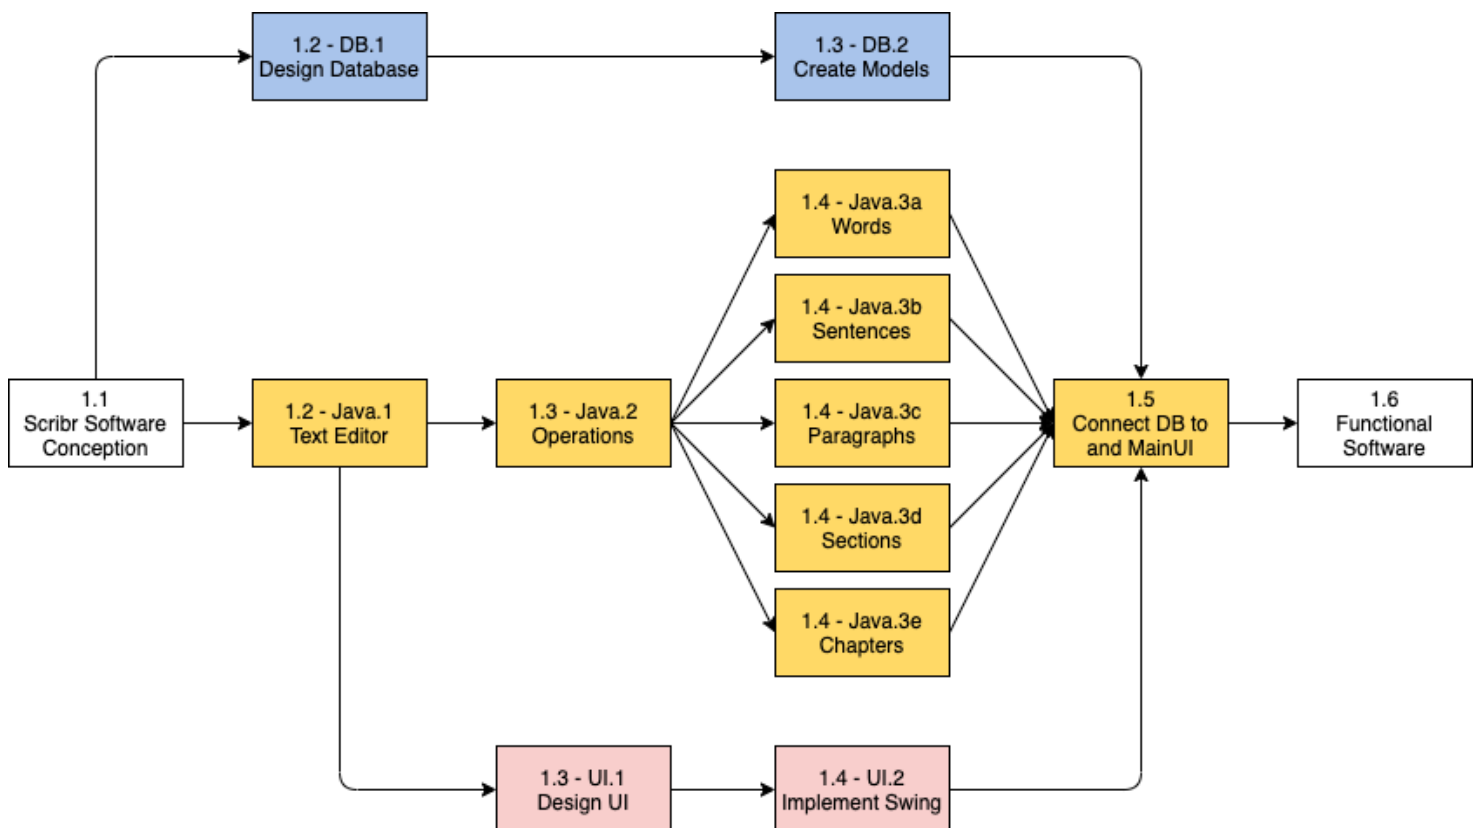 1.2 - DB.1
Design Database
1.3 - DB.2
Create Models
1.4 - Java.3a
Words
1.4 - Java.3b
Sentences
1.1
Scribr Software
Conception
1.2 - Java.1
Text Editor
1.3 - Java.2
Operations
1.4 - Java.3c
Paragraphs
1.5
Connect DB to
and MainUI
1.6
Functional
Software
1.4 - Java.3d
Sections
1.4 - Java.3e
Chapters
1.3 - UI.1
Design UI
1.4 - UI.2
Implement Swing